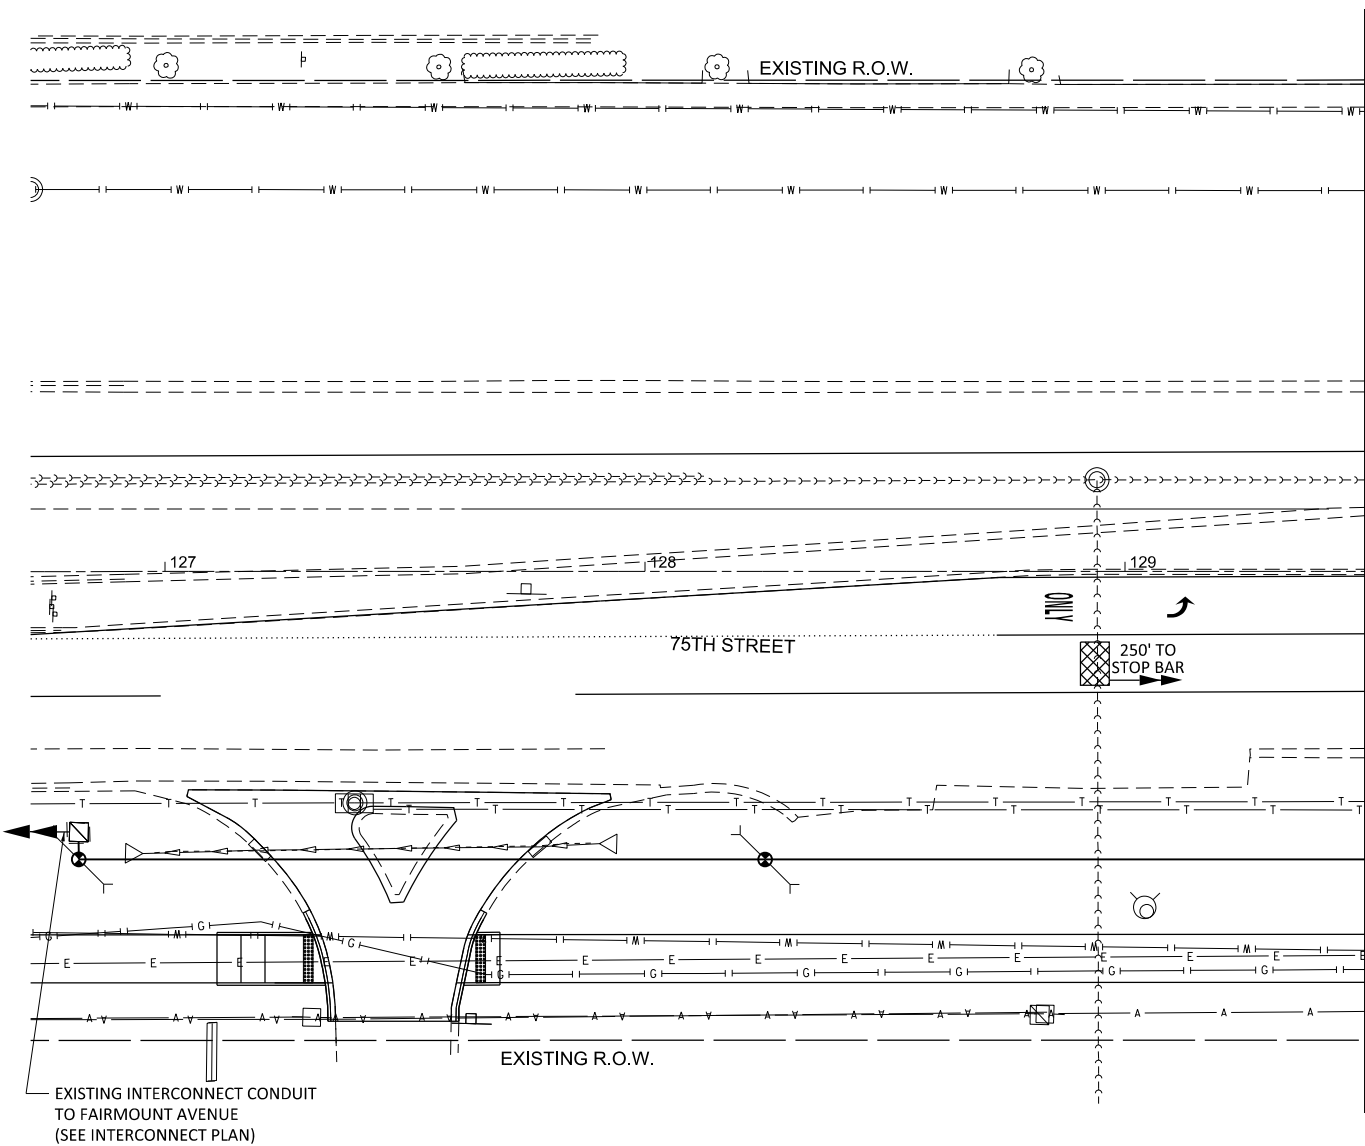 EXISTING R.O.W.
W W W W W W W W W
W W W W W W W W
127 128 129
ONLY
75TH STREET
250' TO
STOP BAR
T T T T T T T T T T T T T T T
T T T T T T T T T T
G G
W W W W W W W
G
E E E E E E E E E E E E E E E E
G G G G G G
A A A A A A A A A A A A A A A
V V V V V V V V V V
EXISTING R.O.W.
EXISTING INTERCONNECT CONDUIT
TO FAIRMOUNT AVENUE
(SEE INTERCONNECT PLAN)